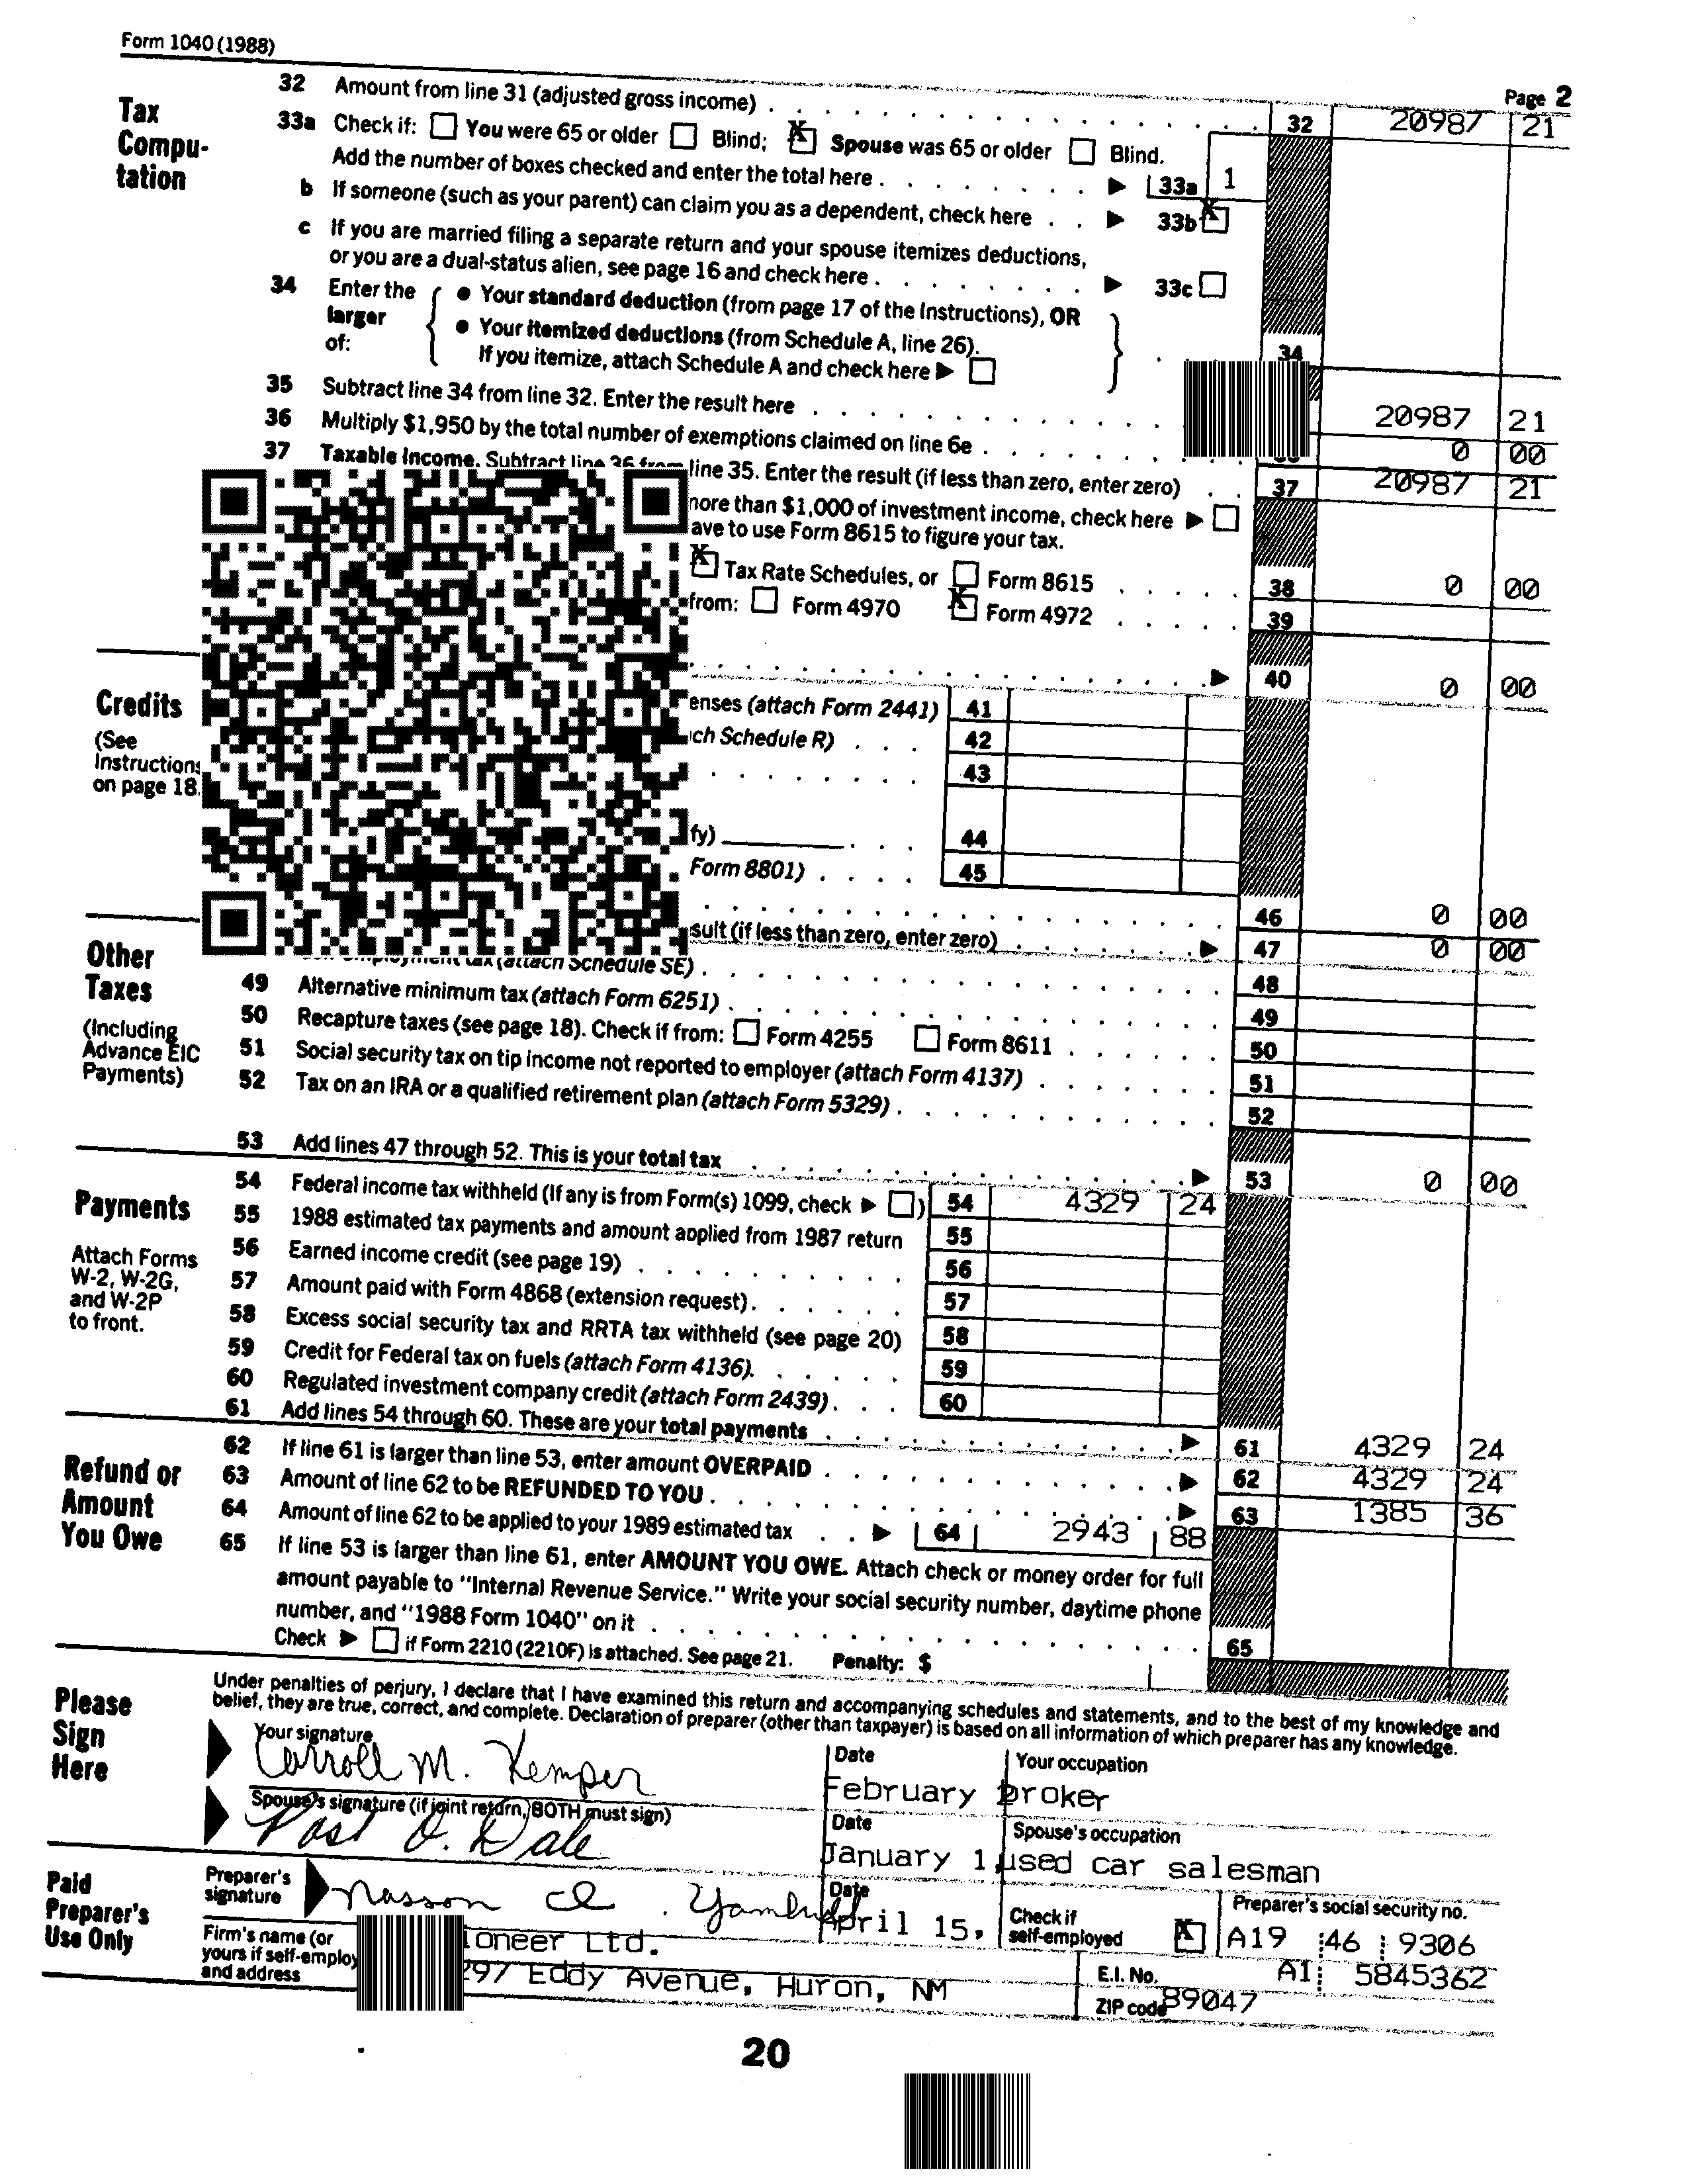 Form 1040 (1988)
Page 2
Tax Compu-tation
32 Amount from line 31 (adjusted gross income) . . . 32 20987 21
33a Check if: You were 65 or older Blind; X Spouse was 65 or older Blind.
Add the number of boxes checked and enter the total here . . . 33a 1
b If someone (such as your parent) can claim you as a dependent, check here . . 33b X
c If you are married filing a separate return and your spouse itemizes deductions,
or you are a dual-status alien, see page 16 and check here . . . 33c
34 Enter the larger of:
• Your standard deduction (from page 17 of the Instructions), OR
• Your itemized deductions (from Schedule A, line 26).
If you itemize, attach Schedule A and check here
34
35 Subtract line 34 from line 32. Enter the result here . . . 20987 21
36 Multiply $1,950 by the total number of exemptions claimed on line 6e . . . 0 00
37 Taxable income. Subtract line 36 from line 35. Enter the result (if less than zero, enter zero) . . 37 20987 21
more than $1,000 of investment income, check here
to use Form 8615 to figure your tax.
X Tax Rate Schedules, or Form 8615 . . . 38 0 00
from: Form 4970 X Form 4972 . . . 39
40 0 00
Credits
(See Instructions on page 18.
(attach Form 2441) 41
Schedule R) . . . 42
43
44
Form 8801) . . . 45
46 0 00
(if less than zero, enter zero) . . . 47 0 00
Other Taxes
(Including Advance EIC Payments)
tax (attach Schedule SE) . . . 48
49 Alternative minimum tax (attach Form 6251) . . . 49
50 Recapture taxes (see page 18). Check if from: Form 4255 Form 8611 . . . 50
51 Social security tax on tip income not reported to employer (attach Form 4137) . . . 51
52 Tax on an IRA or a qualified retirement plan (attach Form 5329) . . . 52
53 Add lines 47 through 52. This is your total tax . . . 53 0 00
Payments
Attach Forms W-2, W-2G, and W-2P to front.
54 Federal income tax withheld (If any is from Form(s) 1099, check ) 54 4329 24
55 1988 estimated tax payments and amount applied from 1987 return 55
56 Earned income credit (see page 19) . . . 56
57 Amount paid with Form 4868 (extension request) . . . 57
58 Excess social security tax and RRTA tax withheld (see page 20) 58
59 Credit for Federal tax on fuels (attach Form 4136). . . . 59
60 Regulated investment company credit (attach Form 2439) . . . 60
61 Add lines 54 through 60. These are your total payments . . . 61 4329 24
Refund or Amount You Owe
62 If line 61 is larger than line 53, enter amount OVERPAID . . . 62 4329 24
63 Amount of line 62 to be REFUNDED TO YOU . . . 63 1385 36
64 Amount of line 62 to be applied to your 1989 estimated tax . . 64 2943 88
65 If line 53 is larger than line 61, enter AMOUNT YOU OWE. Attach check or money order for full
amount payable to "Internal Revenue Service." Write your social security number, daytime phone
number, and "1988 Form 1040" on it . . . 65
Check if Form 2210 (2210F) is attached. See page 21. Penalty: $
Please Sign Here
Under penalties of perjury, I declare that I have examined this return and accompanying schedules and statements, and to the best of my knowledge and
belief, they are true, correct, and complete. Declaration of preparer (other than taxpayer) is based on all information of which preparer has any knowledge.
Your signature Date Your occupation
Carroll M. Kemper February broker
Spouse's signature (if joint return, BOTH must sign) Date Spouse's occupation
Post O. Dale January 1, used car salesman
Paid Preparer's Use Only
Preparer's signature Nasson Date April 15, Check if self-employed X Preparer's social security no. A19 46 9306
Firm's name (or yours if self-employ and address
Ltd. E.I. No. AI 5845362
Eddy Avenue, Huron, NM ZIP code 89047
20